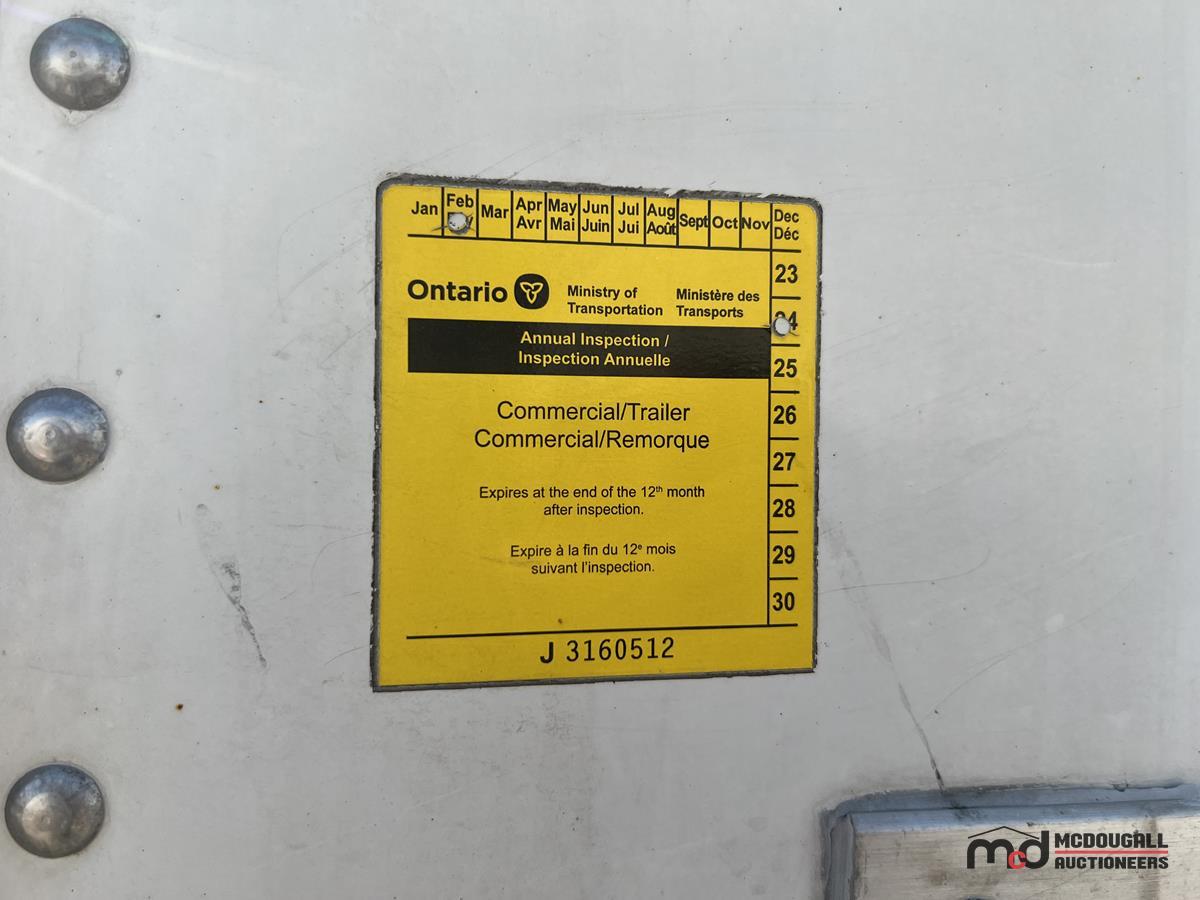 Jan Feb Mar Apr May Jun Jul Aug Sept Oct Nov Dec
Avr Mai Juin Jui Août Déc
23
Ontario Ministry of Transportation Ministère des Transports
24
Annual Inspection /
Inspection Annuelle
25
Commercial/Trailer
Commercial/Remorque
26
27
Expires at the end of the 12th month
after inspection.
28
Expire à la fin du 12e mois
suivant l'inspection.
29
30
J 3160512
mcd MCDOUGALL
AUCTIONEERS